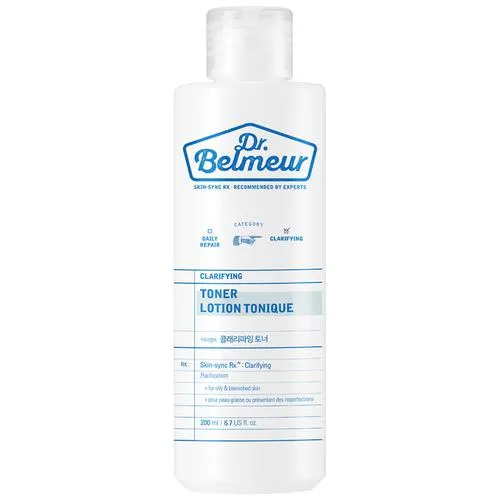 Dr.
Belmeur
SKIN-SYNC RX · RECOMMENDED BY EXPERTS
CATEGORY
DAILY REPAIR
CLARIFYING
CLARIFYING
TONER
LOTION TONIQUE
클래리파잉 토너
RX
Skin-sync Rx™: Clarifying
Purification
• for oily & blemished skin
• pour peau grasse ou présentant des imperfections
200 ml / 6.7 US fl. oz.